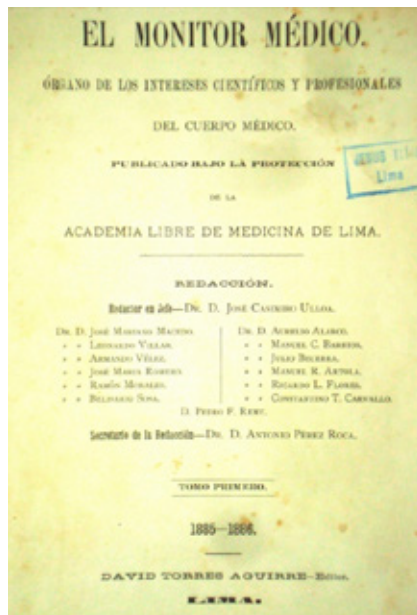 EL MONITOR MÉDICO.
ÓRGANO DE LOS INTERESES CIENTÍFICOS Y PROFESIONALES
DEL CUERPO MÉDICO.
PUBLICADO BAJO LA PROTECCIÓN
DE LA
ACADEMIA LIBRE DE MEDICINA DE LIMA.
Lima
REDACCIÓN.
Redactor en Jefe—DR. D. JOSÉ CASIMIRO ULLOA.
DR. D. JOSÉ MARIANO MACEDO.
" " LEONARDO VILLAR.
" " ARMANDO VÉLEZ.
" " JOSÉ MARÍA ROMERO.
" " RAMÓN MORALES.
" " BELISARIO SOSA.
DR. D. AURELIO ALARCO.
" " MANUEL C. BARRIOS.
" " JULIO BECERRA.
" " MANUEL R. ARTOLA.
" " RICARDO L. FLORES.
" " CONSTANTINO T. CARVALLO.
D. PEDRO F. REMY.
Secretario de la Redacción—DR. D. ANTONIO PÉREZ ROCA.
TOMO PRIMERO.
1885–1886.
DAVID TORRES AGUIRRE—Editor.
LIMA.